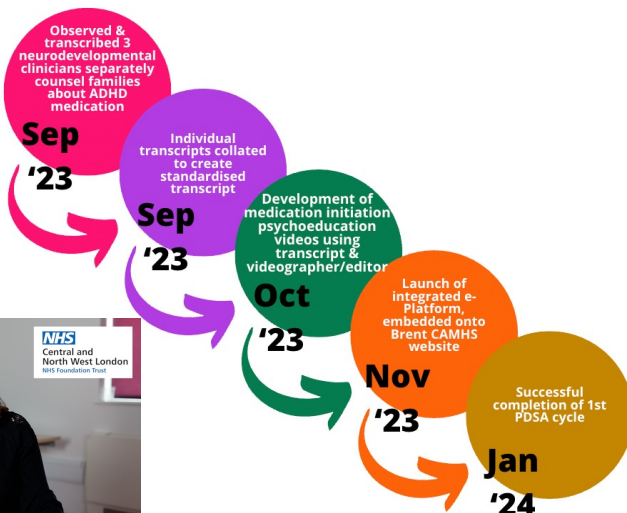 Observed &
transcribed 3
neurodevelopmental
clinicians separately
counsel families
about ADHD
medication
Sep
‘23
Individual
transcripts collated
to create
standardised
transcript
Sep
‘23
Development of
medication initiation
psychoeducation
videos using
transcript &
videographer/editor
Oct
‘23
Launch of
integrated e-
Platform,
embedded onto
Brent CAMHS
website
Nov
‘23
Successful
completion of 1st
PDSA cycle
Jan
‘24
NHS
Central and
North West London
NHS Foundation Trust